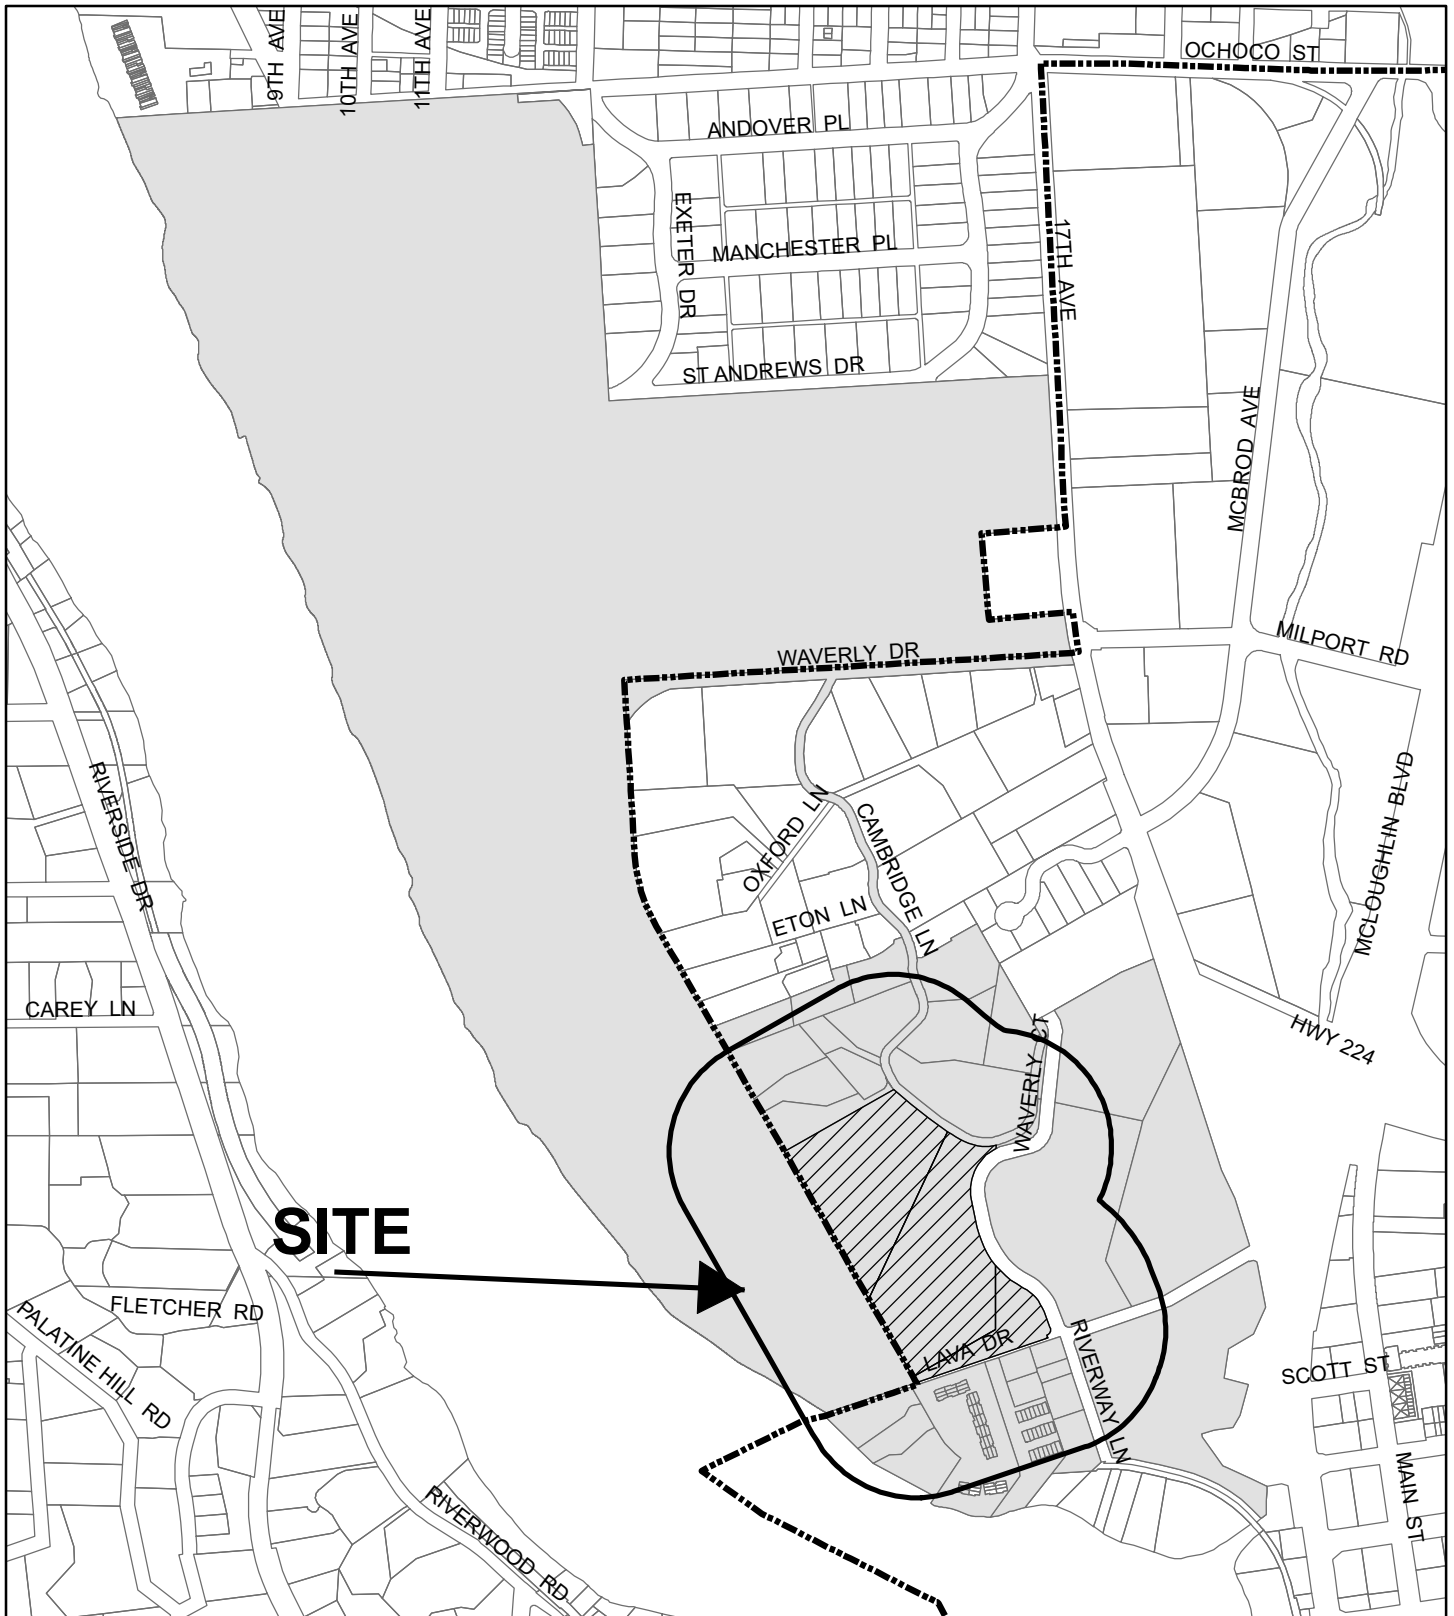 9TH AVE
10TH AVE
11TH AVE
OCHOCO ST
ANDOVER PL
EXETER DR
MANCHESTER PL
17TH AVE
ST ANDREWS DR
MCBROD AVE
WAVERLY DR
MILPORT RD
RIVERSIDE DR
OXFORD LN
CAMBRIDGE LN
MCLOUGHLIN BLVD
ETON LN
CAREY LN
HWY 224
WAVERLY CT
SITE
FLETCHER RD
PALATINE HILL RD
LAVA DR
RIVERWAY LN
SCOTT ST
MAIN ST
RIVERWOOD RD